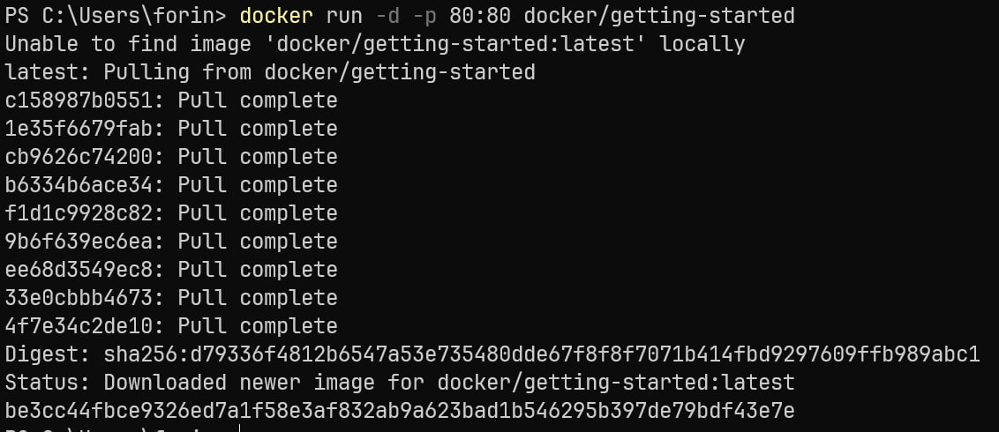 PS C:\Users\forin> docker run -d -p 80:80 docker/getting-started
Unable to find image 'docker/getting-started:latest' locally
latest: Pulling from docker/getting-started
c158987b0551: Pull complete
1e35f6679fab: Pull complete
cb9626c74200: Pull complete
b6334b6ace34: Pull complete
f1d1c9928c82: Pull complete
9b6f639ec6ea: Pull complete
ee68d3549ec8: Pull complete
33e0cbbb4673: Pull complete
4f7e34c2de10: Pull complete
Digest: sha256:d79336f4812b6547a53e735480dde67f8f8f7071b414fbd9297609ffb989abc1
Status: Downloaded newer image for docker/getting-started:latest
be3cc44fbce9326ed7a1f58e3af832ab9a623bad1b546295b397de79bdf43e7e